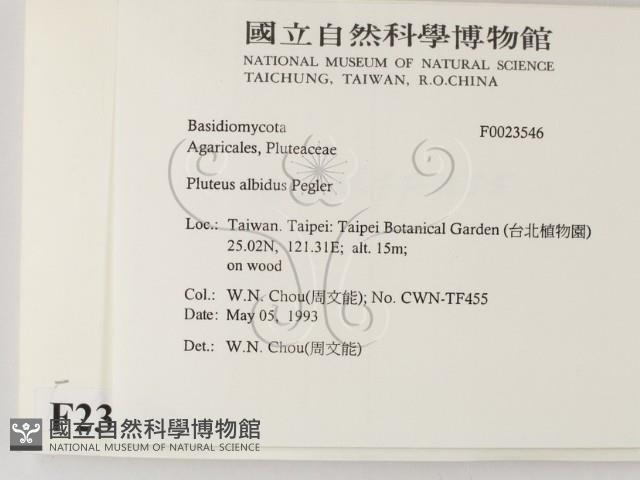 國立自然科學博物館
NATIONAL MUSEUM OF NATURAL SCIENCE
TAICHUNG, TAIWAN, R.O.CHINA
Basidiomycota F0023546
Agaricales, Pluteaceae
Pluteus albidus Pegler
Loc.: Taiwan. Taipei: Taipei Botanical Garden (台北植物園)
25.02N, 121.31E; alt. 15m;
on wood
Col.: W.N. Chou(周文能); No. CWN-TF455
Date: May 05, 1993
Det.: W.N. Chou(周文能)
F23
國立自然科學博物館
NATIONAL MUSEUM OF NATURAL SCIENCE